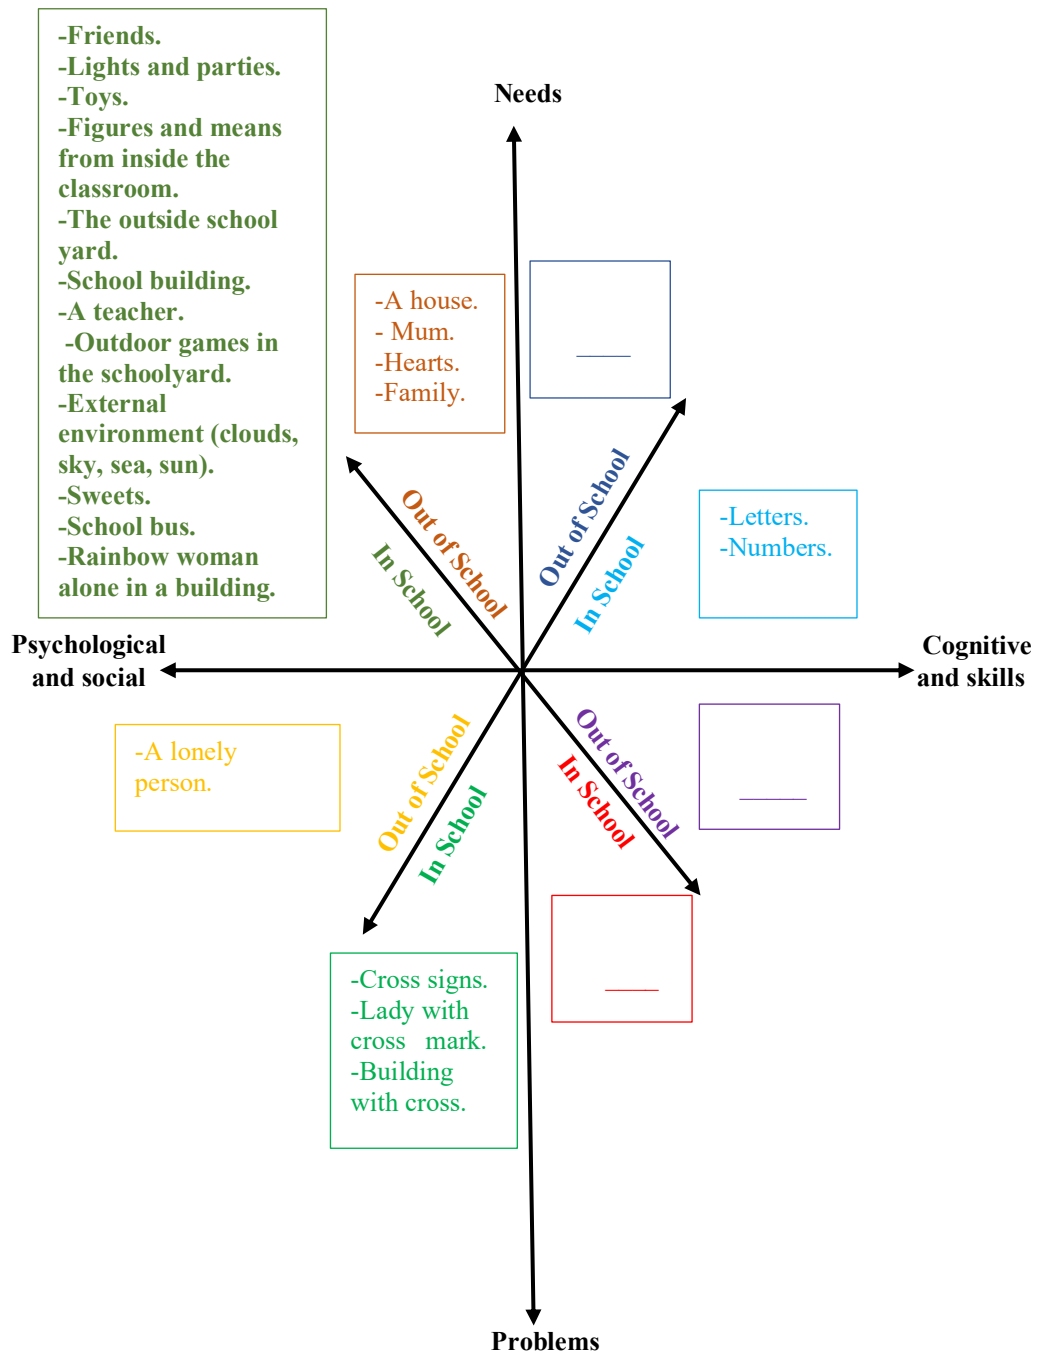 -Friends.
-Lights and parties.
-Toys.
-Figures and means
from inside the
classroom.
-The outside school
yard.
-School building.
-A teacher.
-Outdoor games in
the schoolyard.
-External
environment (clouds,
sky, sea, sun).
-Sweets.
-School bus.
-Rainbow woman
alone in a building.
Needs
-A house.
- Mum.
-Hearts.
-Family.
Out of School
In School
Out of School
In School
-Letters.
-Numbers.
Psychological
and social
Cognitive
and skills
-A lonely
person.
Out of School
In School
Out of School
In School
-Cross signs.
-Lady with
cross mark.
-Building
with cross.
Problems